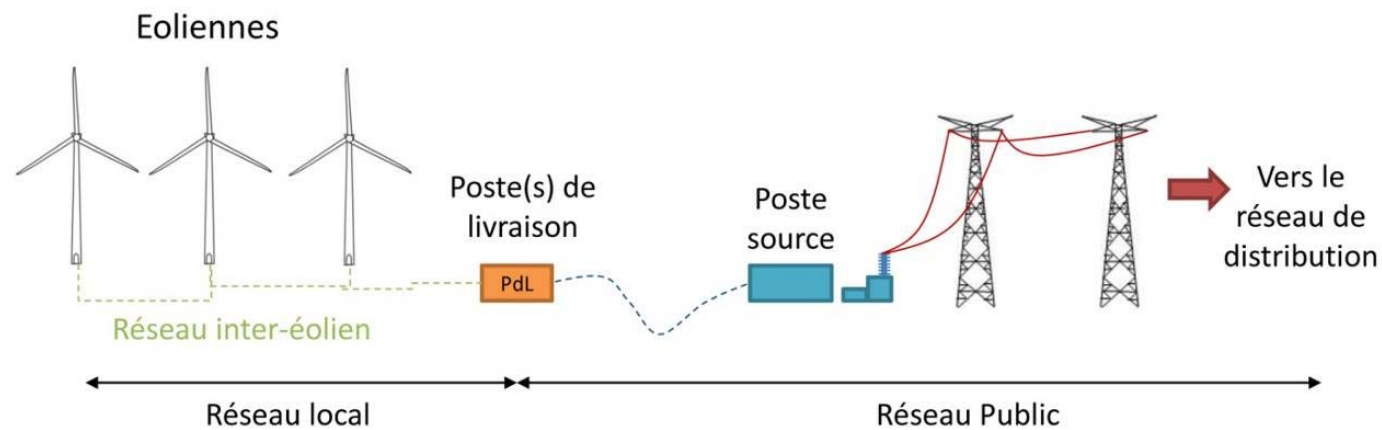 Eoliennes
Poste(s) de
livraison
PdL
Poste
source
Vers le
réseau de
distribution
Réseau inter-éolien
Réseau local
Réseau Public